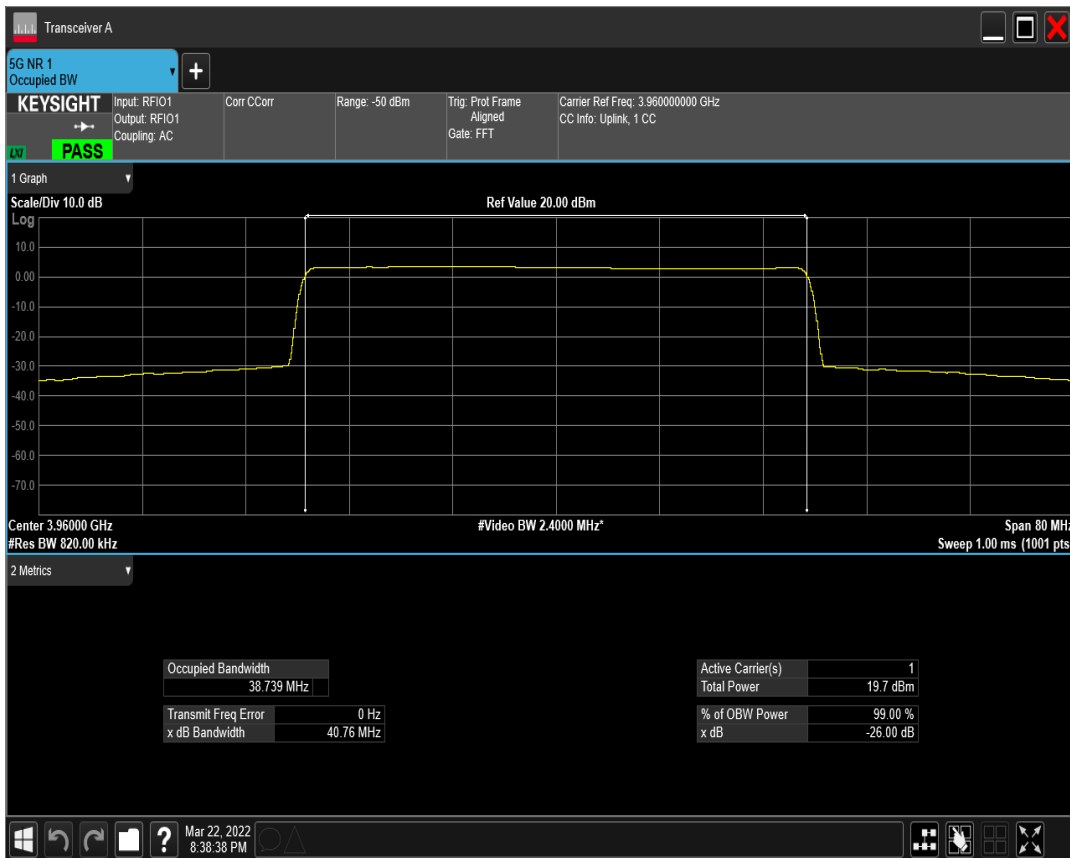 Transceiver A
5G NR 1
Occupied BW
KEYSIGHT
LXI
PASS
Input: RFIO1
Output: RFIO1
Coupling: AC
Corr CCorr
Range: -50 dBm
Trig: Prot Frame
Aligned
Gate: FFT
Carrier Ref Freq: 3.960000000 GHz
CC Info: Uplink, 1 CC
1 Graph
Scale/Div 10.0 dB
Ref Value 20.00 dBm
Log
10.0
0.00
-10.0
-20.0
-30.0
-40.0
-50.0
-60.0
-70.0
Center 3.96000 GHz
#Video BW 2.4000 MHz*
Span 80 MHz
#Res BW 820.00 kHz
Sweep 1.00 ms (1001 pts
2 Metrics
Occupied Bandwidth
38.739 MHz
Transmit Freq Error 0 Hz
x dB Bandwidth 40.76 MHz
Active Carrier(s) 1
Total Power 19.7 dBm
% of OBW Power 99.00 %
x dB -26.00 dB
?
Mar 22, 2022
8:38:38 PM